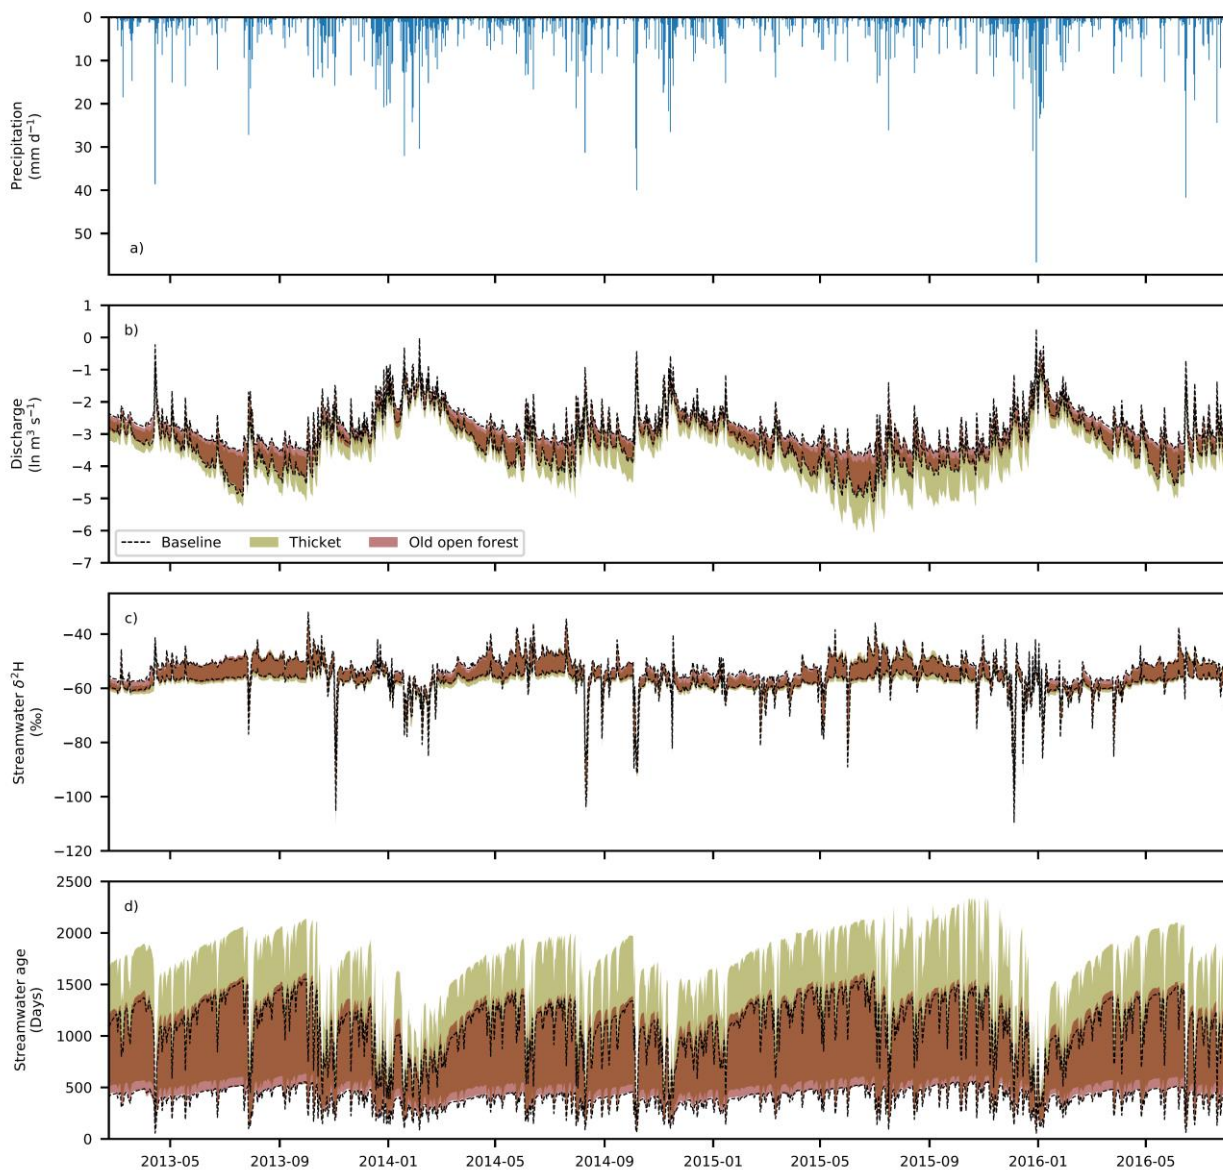 0
10
20
30
40
50
Precipitation
(mm d⁻¹)
a)
1
0
−1
−2
−3
−4
−5
−6
−7
Discharge
(ln m³ s⁻¹)
b)
Baseline Thicket Old open forest
−40
−60
−80
−100
−120
Streamwater δ²H
(‰)
c)
2500
2000
1500
1000
500
0
Streamwater age
(Days)
d)
2013-05 2013-09 2014-01 2014-05 2014-09 2015-01 2015-05 2015-09 2016-01 2016-05